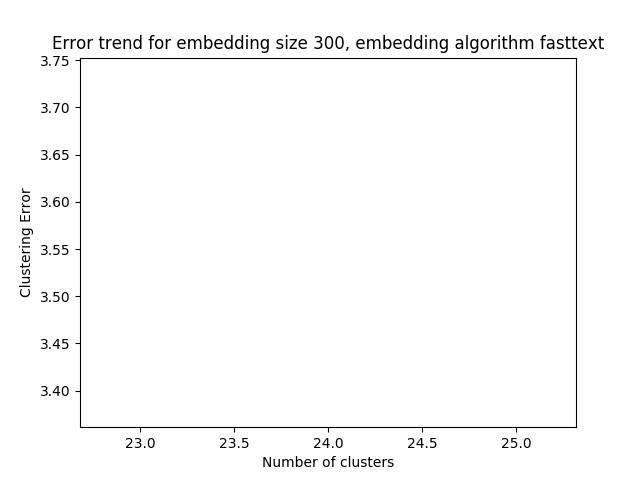 Error trend for embedding size 300, embedding algorithm fasttext
3.75
3.70
3.65
3.60
3.55
3.50
3.45
3.40
Clustering Error
23.0 23.5 24.0 24.5 25.0
Number of clusters